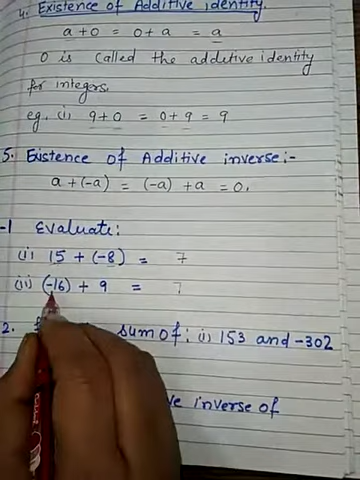 4. Existence of Additive identity.
a + 0 = 0 + a = a
0 is called the additive identity
for integers.
eg. (i) 9 + 0 = 0 + 9 = 9
5. Existence of Additive inverse:-
a + (-a) = (-a) + a = 0.
-1 Evaluate:
(i) 15 + (-8) = 7
(ii) (-16) + 9 = 7
2. sum of: (i) 153 and -302
inverse of